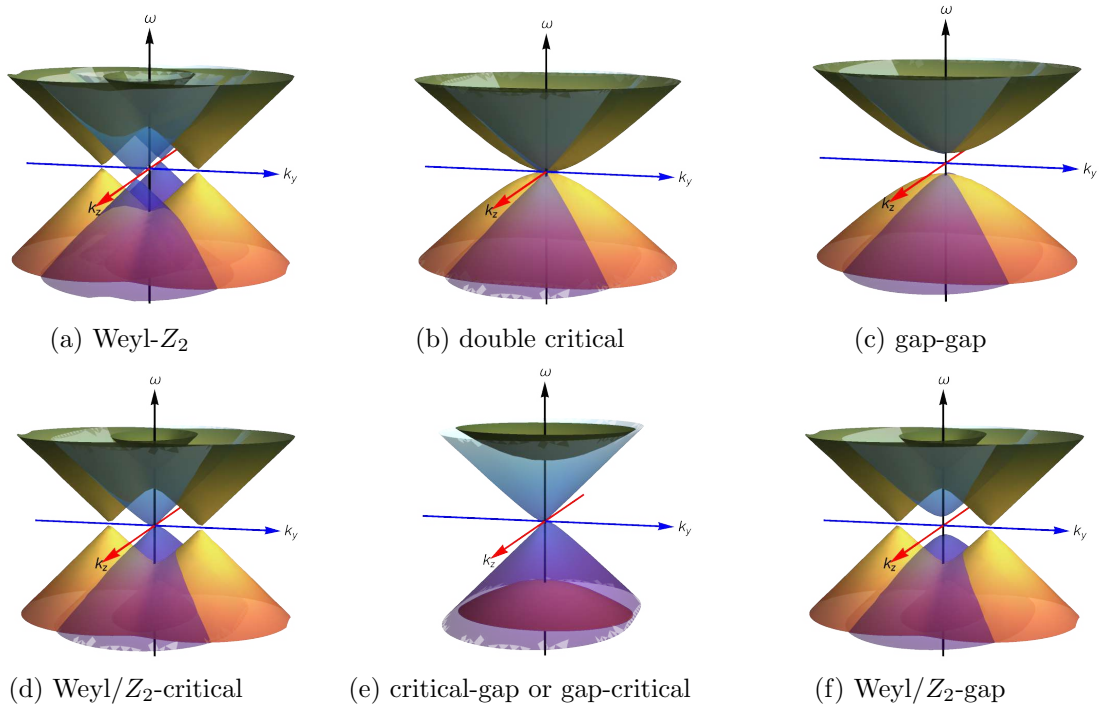 ω ω ω
k_y k_y k_y
k_z k_z k_z
(a) Weyl-Z_2 (b) double critical (c) gap-gap
ω ω ω
k_y k_y k_y
k_z k_z k_z
(d) Weyl/Z_2-critical (e) critical-gap or gap-critical (f) Weyl/Z_2-gap